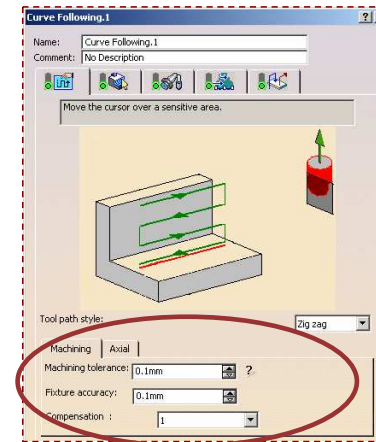 Curve Following.1
Name: Curve Following.1
Comment: No Description
Move the cursor over a sensitive area.
Tool path style: Zig zag
Machining Axial
Machining tolerance: 0.1mm ?
Fixture accuracy: 0.1mm
Compensation : 1